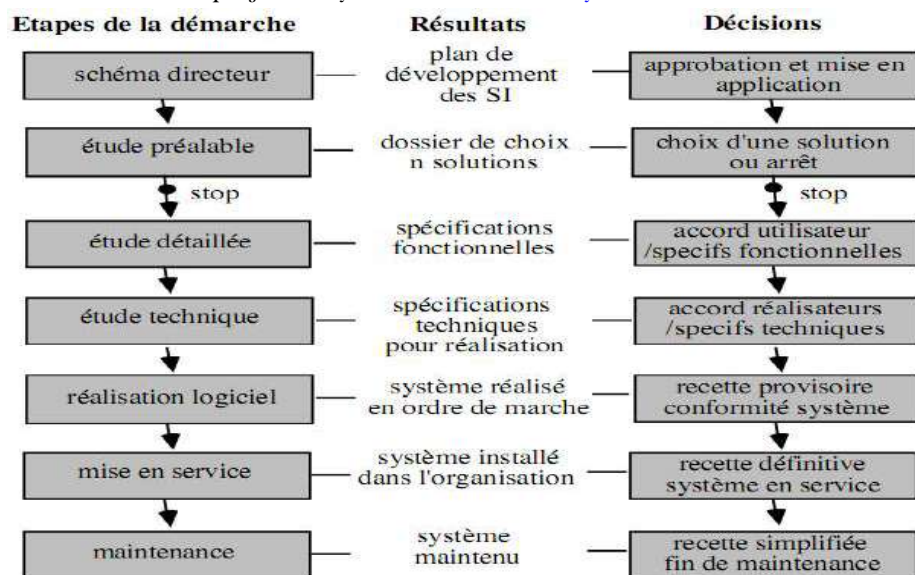 Etapes de la démarche
Résultats
Décisions
schéma directeur
plan de
développement
des SI
approbation et mise en
application
étude préalable
dossier de choix
n solutions
choix d'une solution
ou arrêt
stop
stop
étude détaillée
spécifications
fonctionnelles
accord utilisateur
/specifs fonctionnelles
étude technique
spécifications
techniques
pour réalisation
accord réalisateurs
/specifs techniques
réalisation logiciel
système réalisé
en ordre de marche
recette provisoire
conformité système
mise en service
système installé
dans l'organisation
recette définitive
système en service
maintenance
système
maintenu
recette simplifiée
fin de maintenance